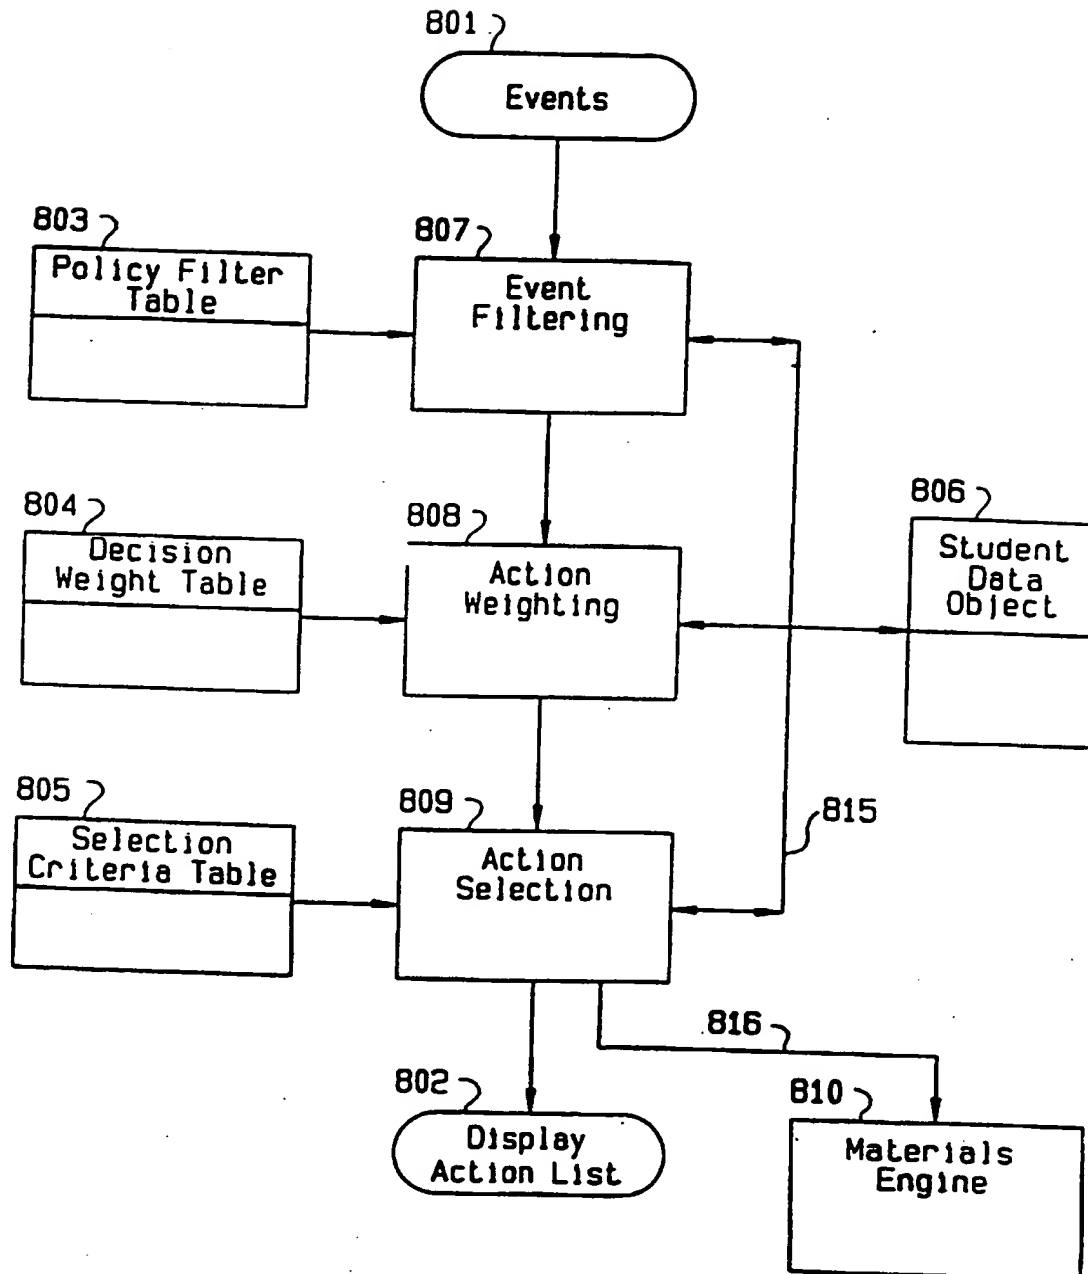 801
Events
803
Policy Filter
Table
807
Event
Filtering
804
Decision
Weight Table
808
Action
Weighting
806
Student
Data
Object
805
Selection
Criteria Table
809
Action
Selection
815
816
802
Display
Action List
810
Materials
Engine